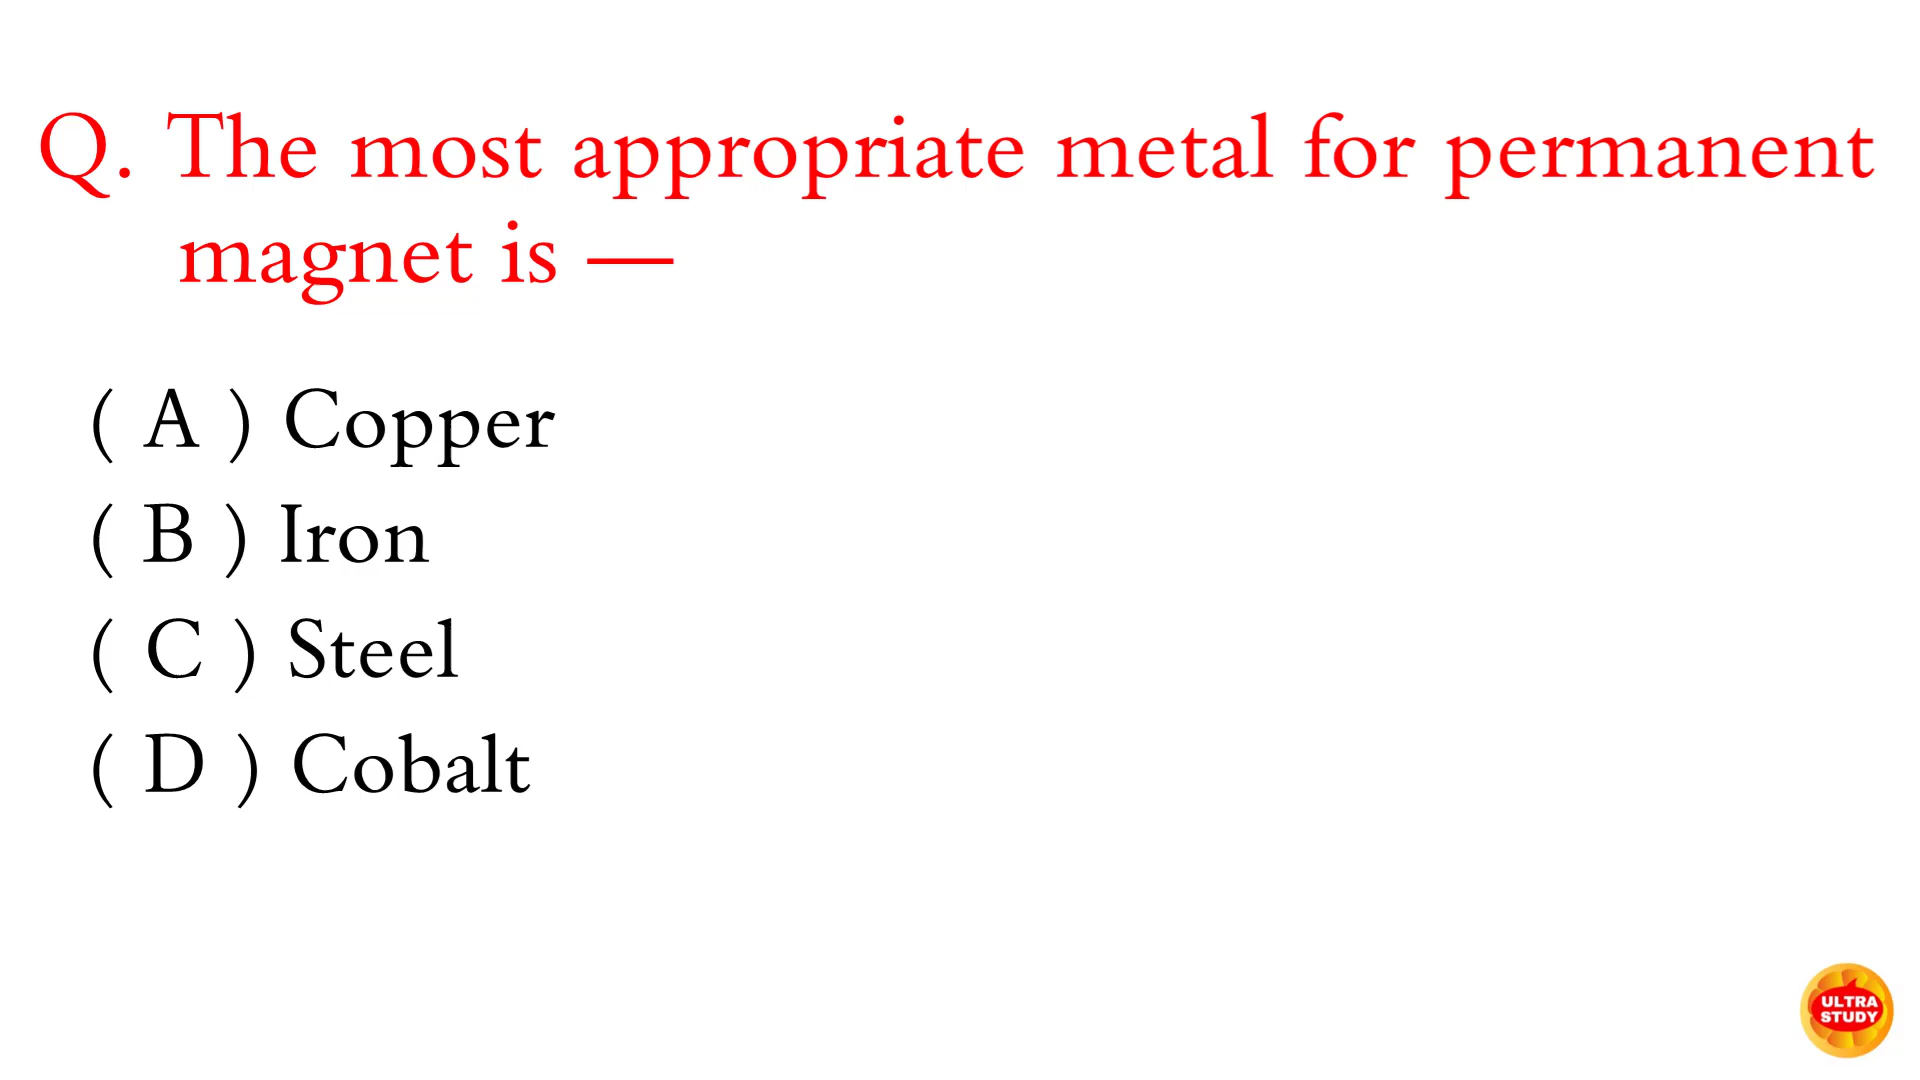 Q. The most appropriate metal for permanent
magnet is —
( A ) Copper
( B ) Iron
( C ) Steel
( D ) Cobalt
ULTRA
STUDY